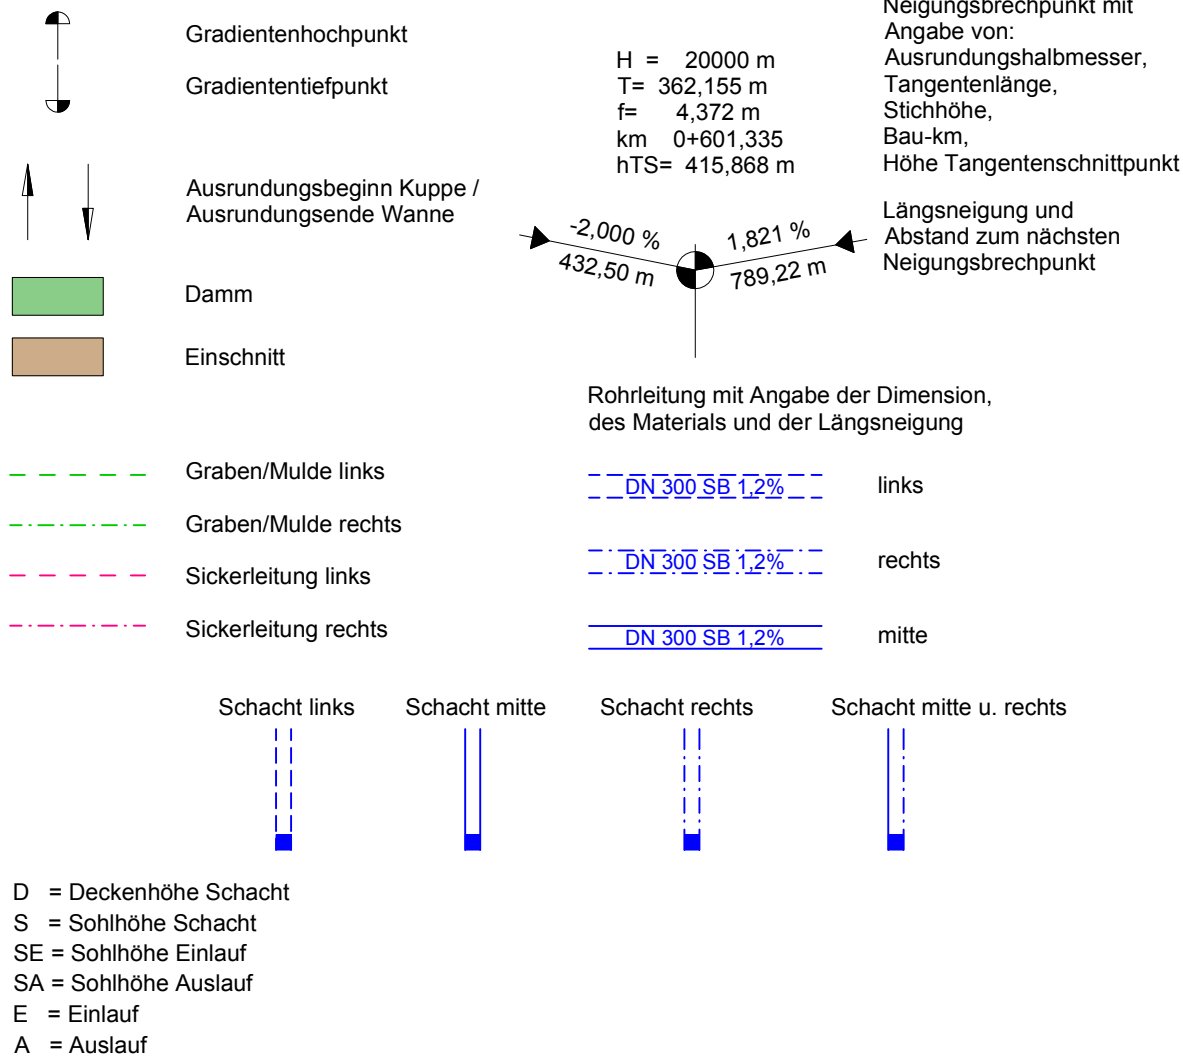 Gradientenhochpunkt
Gradiententiefpunkt
Ausrundungsbeginn Kuppe /
Ausrundungsende Wanne
Damm
Einschnitt
H = 20000 m
T= 362,155 m
f= 4,372 m
km 0+601,335
hTS= 415,868 m
Neigungsbrechpunkt mit
Angabe von:
Ausrundungshalbmesser,
Tangentenlänge,
Stichhöhe,
Bau-km,
Höhe Tangentenschnittpunkt
-2,000 %
432,50 m
1,821 %
789,22 m
Längsneigung und
Abstand zum nächsten
Neigungsbrechpunkt
Rohrleitung mit Angabe der Dimension,
des Materials und der Längsneigung
Graben/Mulde links
Graben/Mulde rechts
Sickerleitung links
Sickerleitung rechts
DN 300 SB 1,2%
links
DN 300 SB 1,2%
rechts
DN 300 SB 1,2%
mitte
Schacht links
Schacht mitte
Schacht rechts
Schacht mitte u. rechts
D = Deckenhöhe Schacht
S = Sohlhöhe Schacht
SE = Sohlhöhe Einlauf
SA = Sohlhöhe Auslauf
E = Einlauf
A = Auslauf